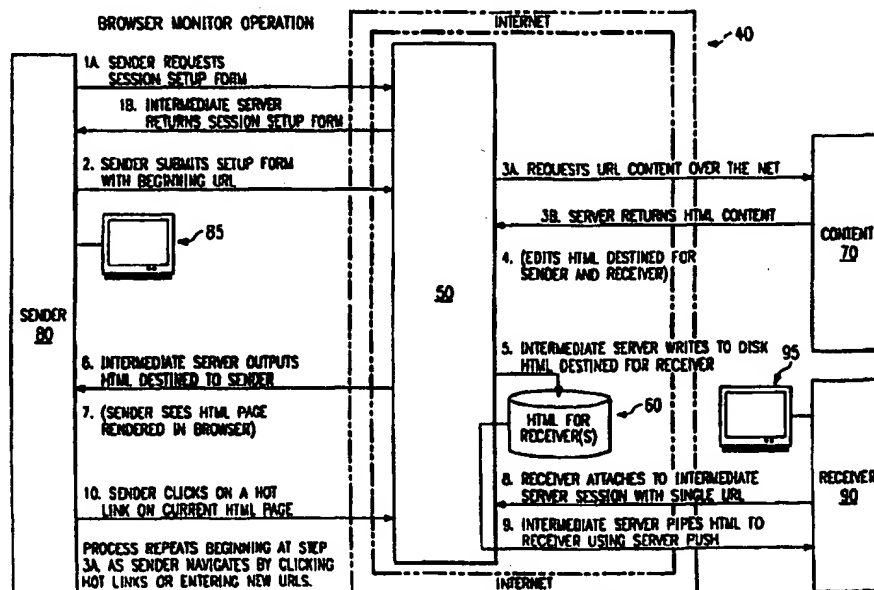 BROWSER MONITOR OPERATION
INTERNET
40
1A. SENDER REQUESTS
SESSION SETUP FORM
1B. INTERMEDIATE SERVER
RETURNS SESSION SETUP FORM
2. SENDER SUBMITS SETUP FORM
WITH BEGINNING URL
3A. REQUESTS URL CONTENT OVER THE NET
3B. SERVER RETURNS HTML CONTENT
85
4. (EDITS HTML DESTINED FOR
SENDER AND RECEIVER)
CONTENT
70
50
SENDER
80
5. INTERMEDIATE SERVER WRITES TO DISK
HTML DESTINED FOR RECEIVER
6. INTERMEDIATE SERVER OUTPUTS
HTML DESTINED TO SENDER
95
7. (SENDER SEES HTML PAGE
RENDERED IN BROWSER)
HTML FOR
RECEIVER(S)
60
8. RECEIVER ATTACHES TO INTERMEDIATE
SERVER SESSION WITH SINGLE URL
RECEIVER
90
10. SENDER CLICKS ON A HOT
LINK ON CURRENT HTML PAGE
9. INTERMEDIATE SERVER PIPES HTML TO
RECEIVER USING SERVER PUSH
PROCESS REPEATS BEGINNING AT STEP
3A, AS SENDER NAVIGATES BY CLICKING
HOT LINKS OR ENTERING NEW URLS.
INTERNET